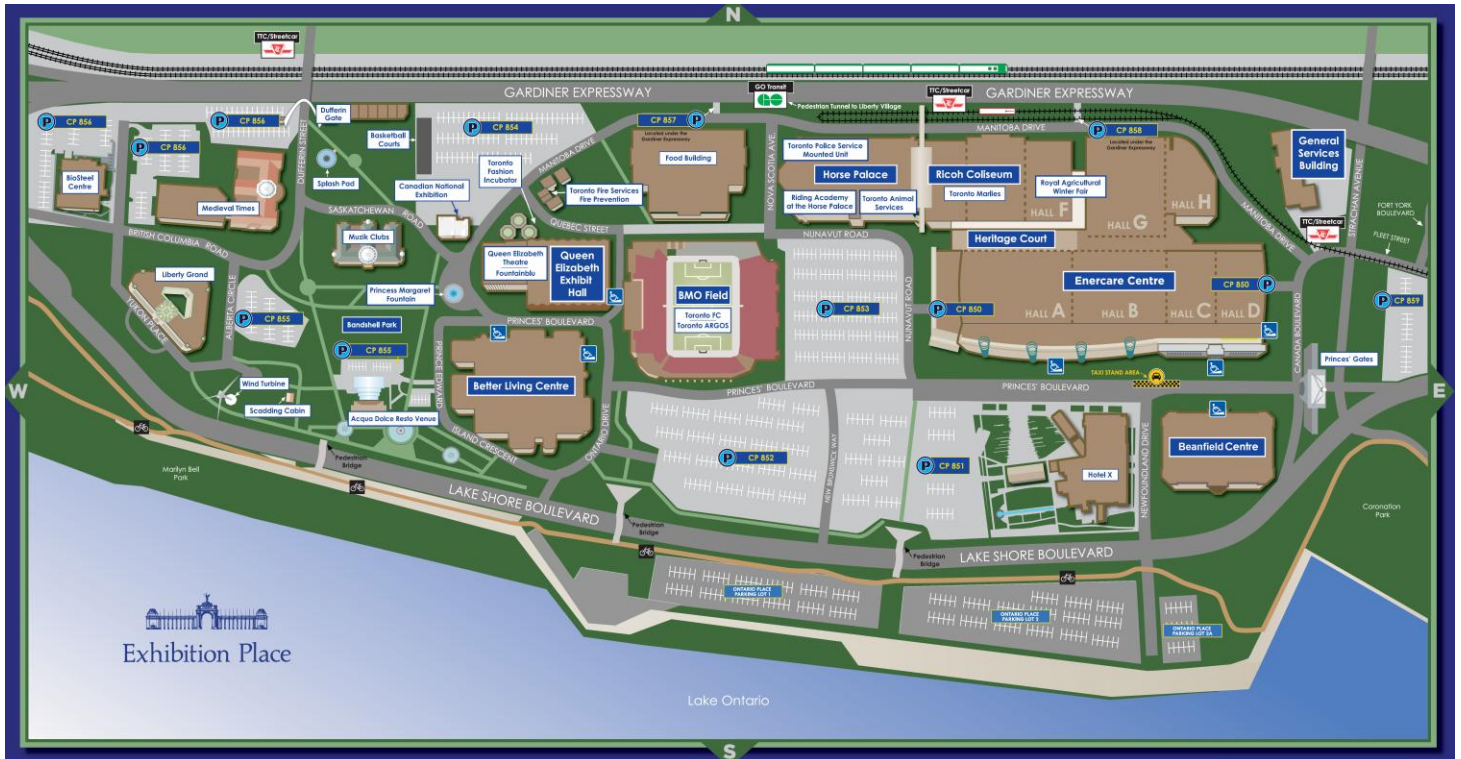 N
TTC/Streetcar
GARDINER EXPRESSWAY
GO Transit
GO
Pedestrian Tunnel to Liberty Village
TTC/Streetcar
GARDINER EXPRESSWAY
P CP 856
P CP 856
P CP 856
Dufferin
Gate
DUFFERIN STREET
Basketball
Courts
P CP 854
MANITOBA DRIVE
CP 857 P
Located under the
Gardiner Expressway
Food Building
NOVA SCOTIA AVE.
MANITOBA DRIVE
P CP 858
Located under the
Gardiner Expressway
General
Services
Building
STRACHAN AVENUE
BioSteel
Centre
Splash Pad
Medieval Times
Toronto
Fashion
Incubator
Canadian National
Exhibition
Toronto Fire Services
Fire Prevention
Toronto Police Service
Mounted Unit
Horse Palace
Riding Academy
at the Horse Palace
Toronto Animal
Services
Ricoh Coliseum
Toronto Marlies
Royal Agricultural
Winter Fair
HALL F
HALL G
HALL H
MANITOBA DRIVE
FORT YORK
BOULEVARD
FLEET STREET
TTC/Streetcar
SASKATCHEWAN ROAD
Muzik Clubs
BRITISH COLUMBIA ROAD
QUEBEC STREET
NUNAVUT ROAD
Heritage Court
Queen Elizabeth
Theatre
Fountainblu
Queen
Elizabeth
Exhibit
Hall
Liberty Grand
YUKON PLACE
ALBERTA CIRCLE
P CP 855
Princess Margaret
Fountain
BMO Field
Toronto FC
Toronto ARGOS
P CP 853
NUNAVUT ROAD
P CP 850
Enercare Centre
CP 850 P
HALL A
HALL B
HALL C
HALL D
CANADA BOULEVARD
P CP 859
Bandshell Park
P CP 855
PRINCES' BOULEVARD
PRINCE EDWARD
ISLAND CRESCENT
Better Living Centre
Princes' Gates
TAXI STAND AREA
W
E
Wind Turbine
Scadding Cabin
Acqua Dolce Resto Venue
PRINCES' BOULEVARD
PRINCES' BOULEVARD
ONTARIO DRIVE
P CP 852
NEW BRUNSWICK WAY
P CP 851
Hotel X
NEWFOUNDLAND DRIVE
Beanfield Centre
Marilyn Bell
Park
Pedestrian
Bridge
LAKE SHORE BOULEVARD
Pedestrian
Bridge
Pedestrian
Bridge
LAKE SHORE BOULEVARD
Coronation
Park
ONTARIO PLACE
PARKING LOT 1
ONTARIO PLACE
PARKING LOT 2
ONTARIO PLACE
PARKING LOT 2A
Exhibition Place
Lake Ontario
S